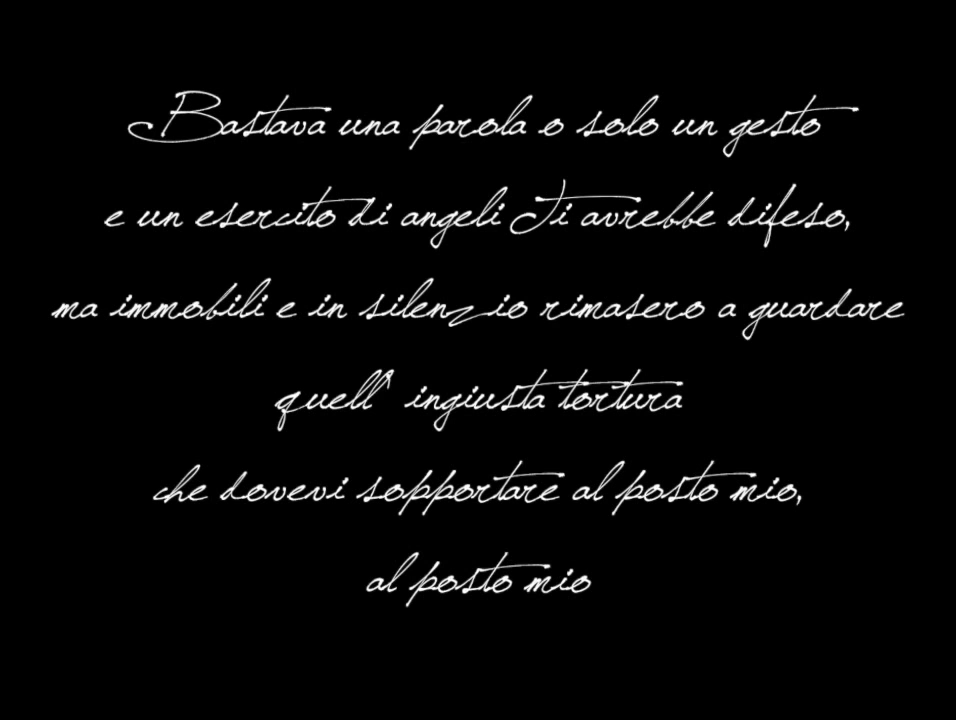 Bastava una parola o solo un gesto
e un esercito di angeli Ti avrebbe difeso,
ma immobili e in silenzio rimasero a guardare
quell' ingiusta tortura
che dovevi sopportare al posto mio,
al posto mio